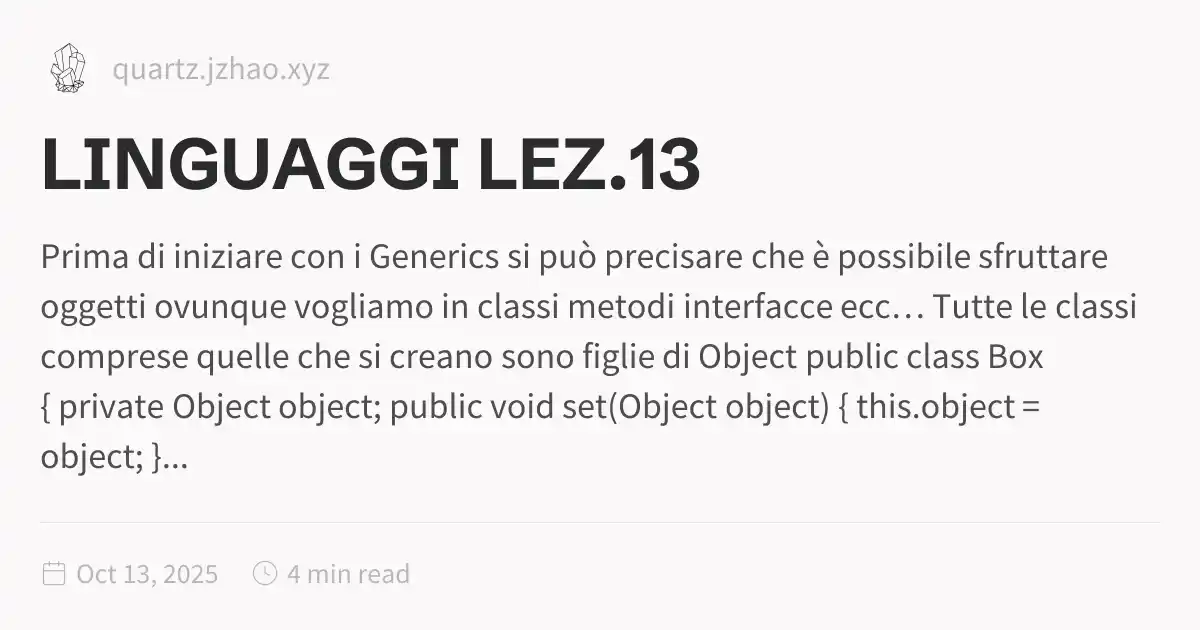 quartz.jzhao.xyz
LINGUAGGI LEZ.13
Prima di iniziare con i Generics si può precisare che è possibile sfruttare
oggetti ovunque vogliamo in classi metodi interfacce ecc… Tutte le classi
comprese quelle che si creano sono figlie di Object public class Box
{ private Object object; public void set(Object object) { this.object =
object; }...
Oct 13, 2025 4 min read